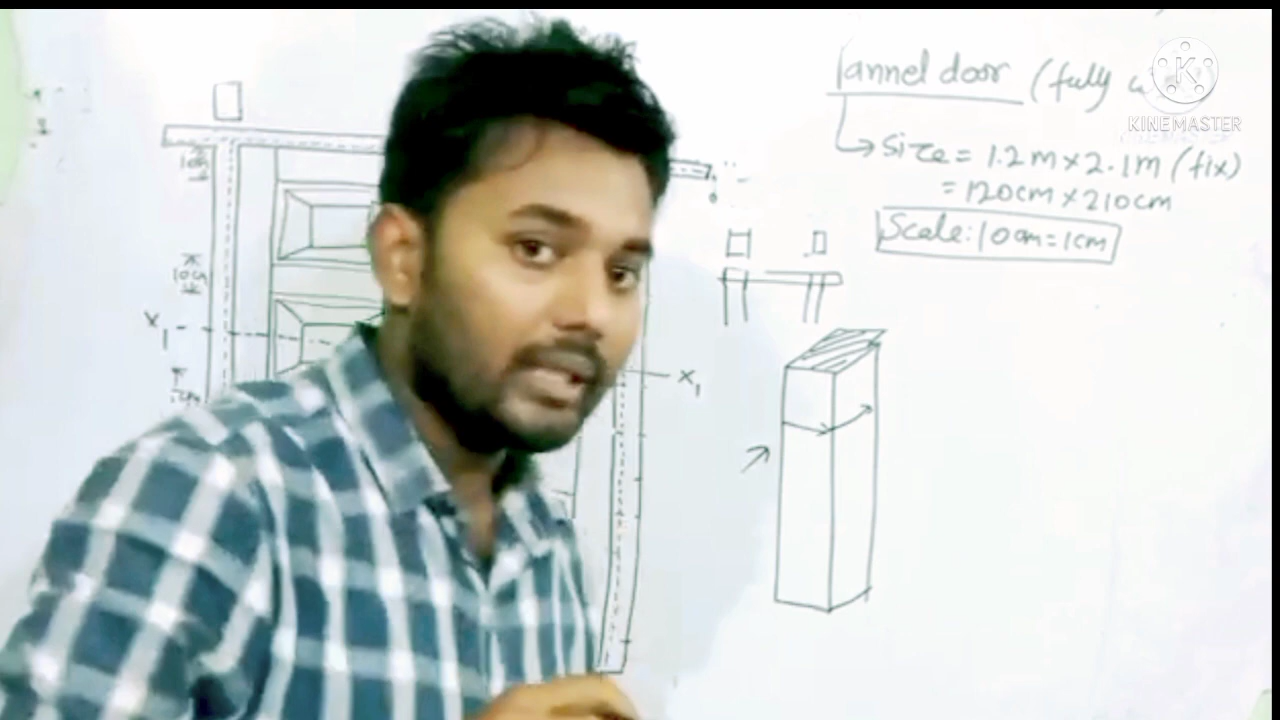 Pannel door (fully
Size = 1.2m×2.1m (fix)
= 120cm×210cm
Scale: 10cm=1cm
KINEMASTER
K
10cm
X1
X1